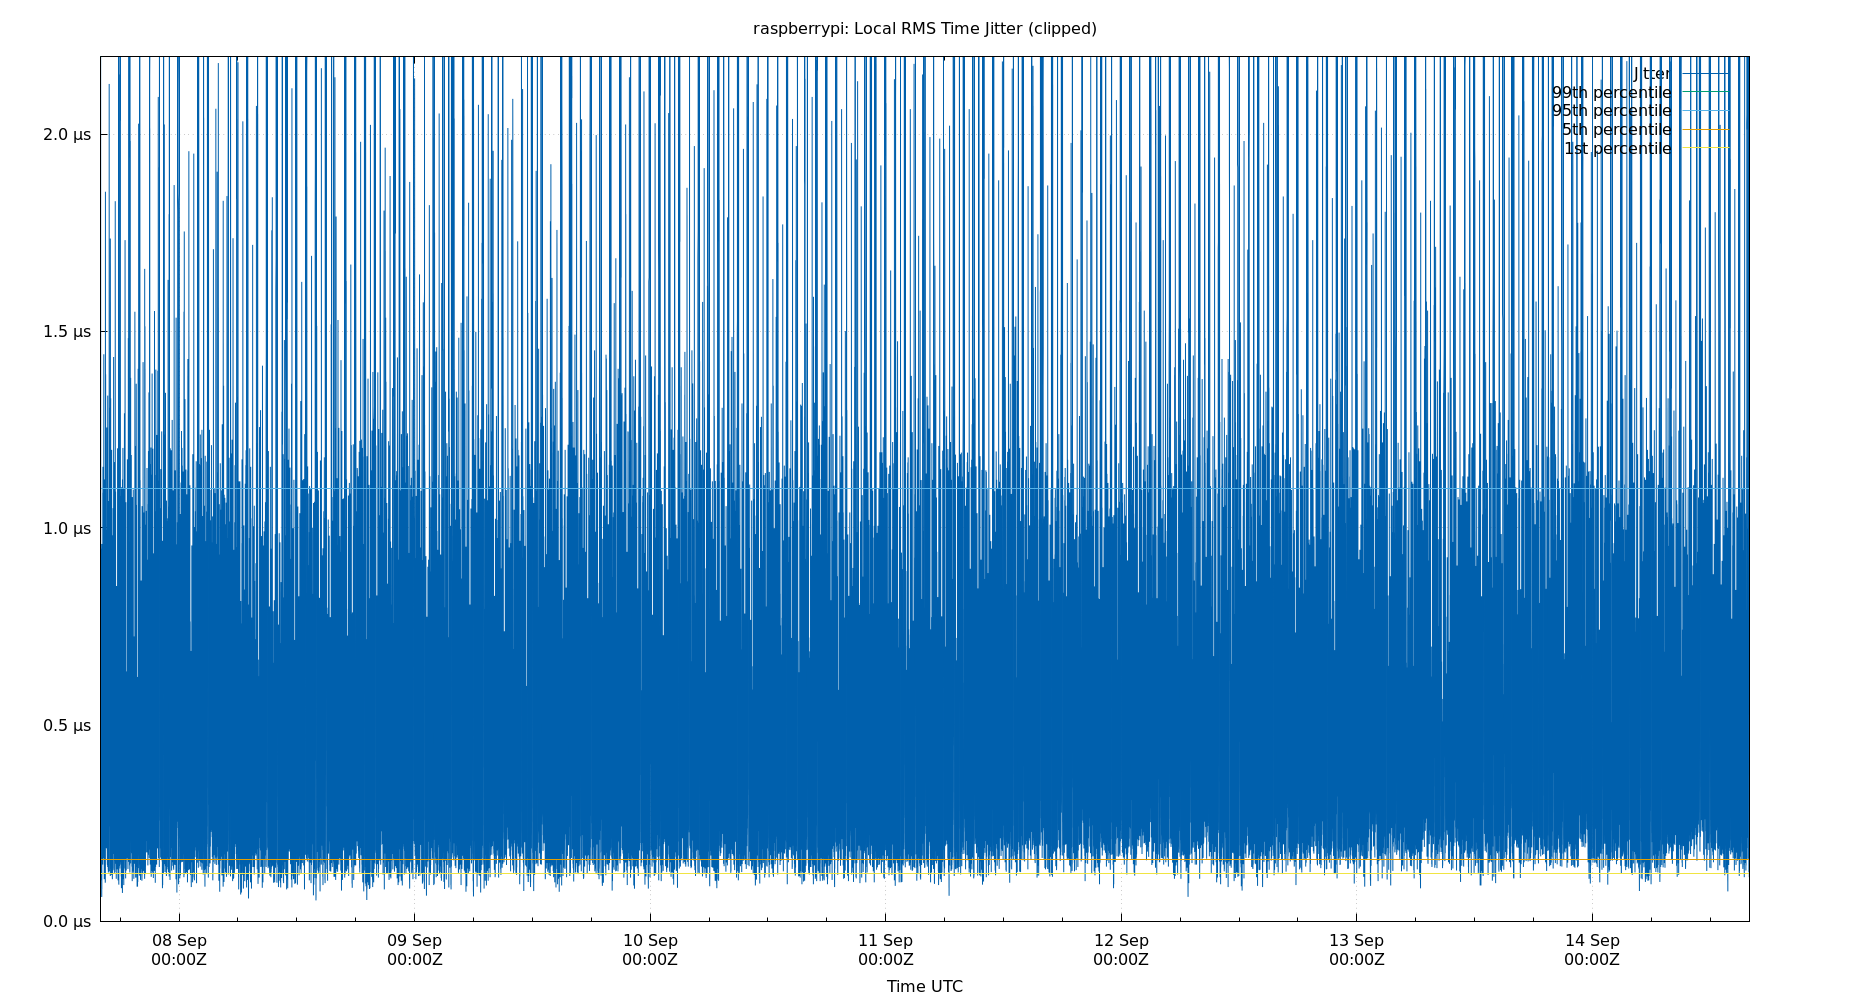 raspberrypi: Local RMS Time Jitter (clipped)
Jitter
99th percentile
95th percentile
5th percentile
1st percentile
2.0 µs
1.5 µs
1.0 µs
0.5 µs
0.0 µs
08 Sep 09 Sep 10 Sep 11 Sep 12 Sep 13 Sep 14 Sep
00:00Z 00:00Z 00:00Z 00:00Z 00:00Z 00:00Z 00:00Z
Time UTC